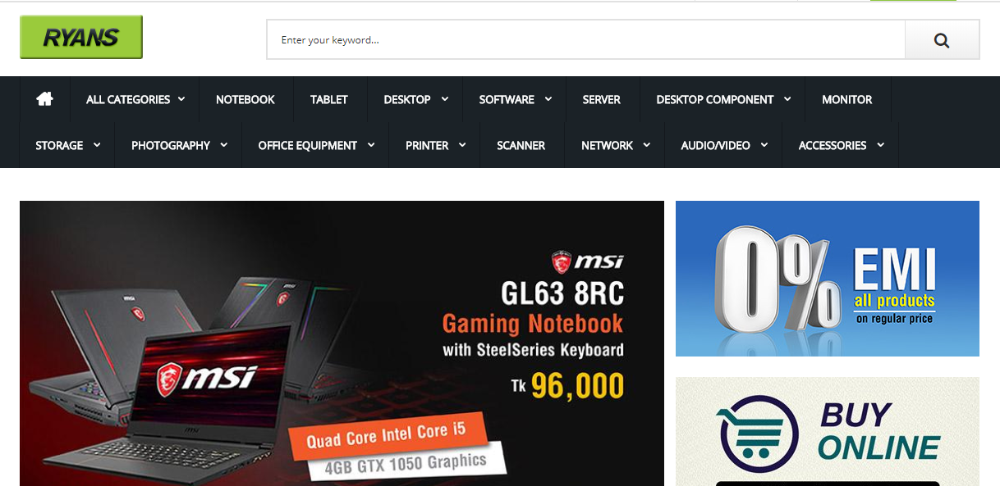 RYANS
Enter your keyword...
ALL CATEGORIES NOTEBOOK TABLET DESKTOP SOFTWARE SERVER DESKTOP COMPONENT MONITOR
STORAGE PHOTOGRAPHY OFFICE EQUIPMENT PRINTER SCANNER NETWORK AUDIO/VIDEO ACCESSORIES
msi
GL63 8RC
Gaming Notebook
with SteelSeries Keyboard
Tk 96,000
msi
msi
msi
Quad Core Intel Core i5
4GB GTX 1050 Graphics
0% EMI
all products
on regular price
BUY
ONLINE